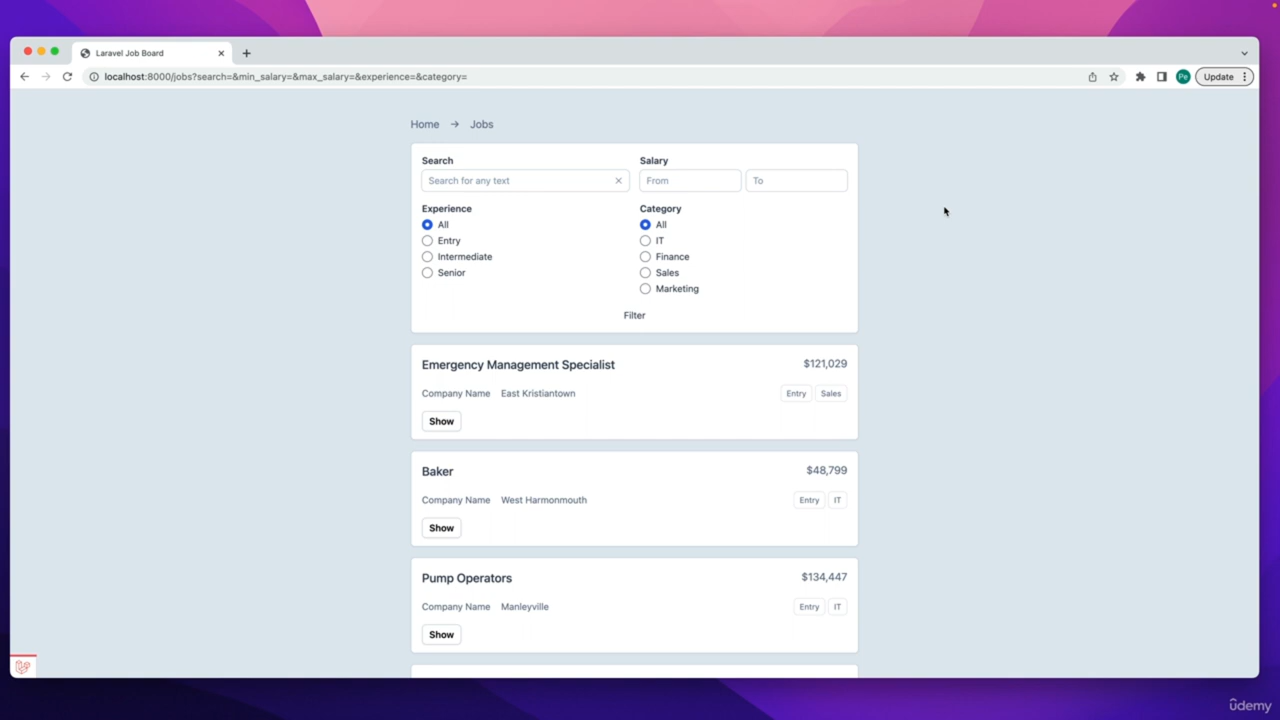 Laravel Job Board
localhost:8000/jobs?search=&min_salary=&max_salary=&experience=&category=
Pe
Update
Home → Jobs
Search
Salary
Search for any text
From
To
Experience
Category
All
All
Entry
IT
Intermediate
Finance
Senior
Sales
Marketing
Filter
Emergency Management Specialist
$121,029
Company Name East Kristiantown
Entry Sales
Show
Baker
$48,799
Company Name West Harmonmouth
Entry IT
Show
Pump Operators
$134,447
Company Name Manleyville
Entry IT
Show
ûdemy